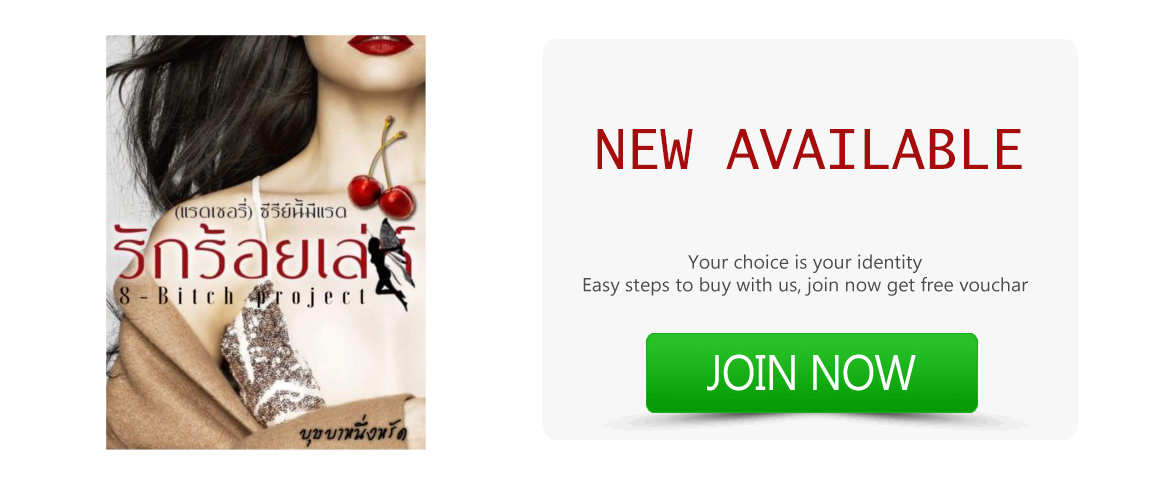 (แรดเชอรี่) ซีรีย์นี้มีแรด
รักร้อยเล่ห์
8-Bitch project
บุษบาหนึ่งหรัด
NEW AVAILABLE
Your choice is your identity
Easy steps to buy with us, join now get free vouchar
JOIN NOW